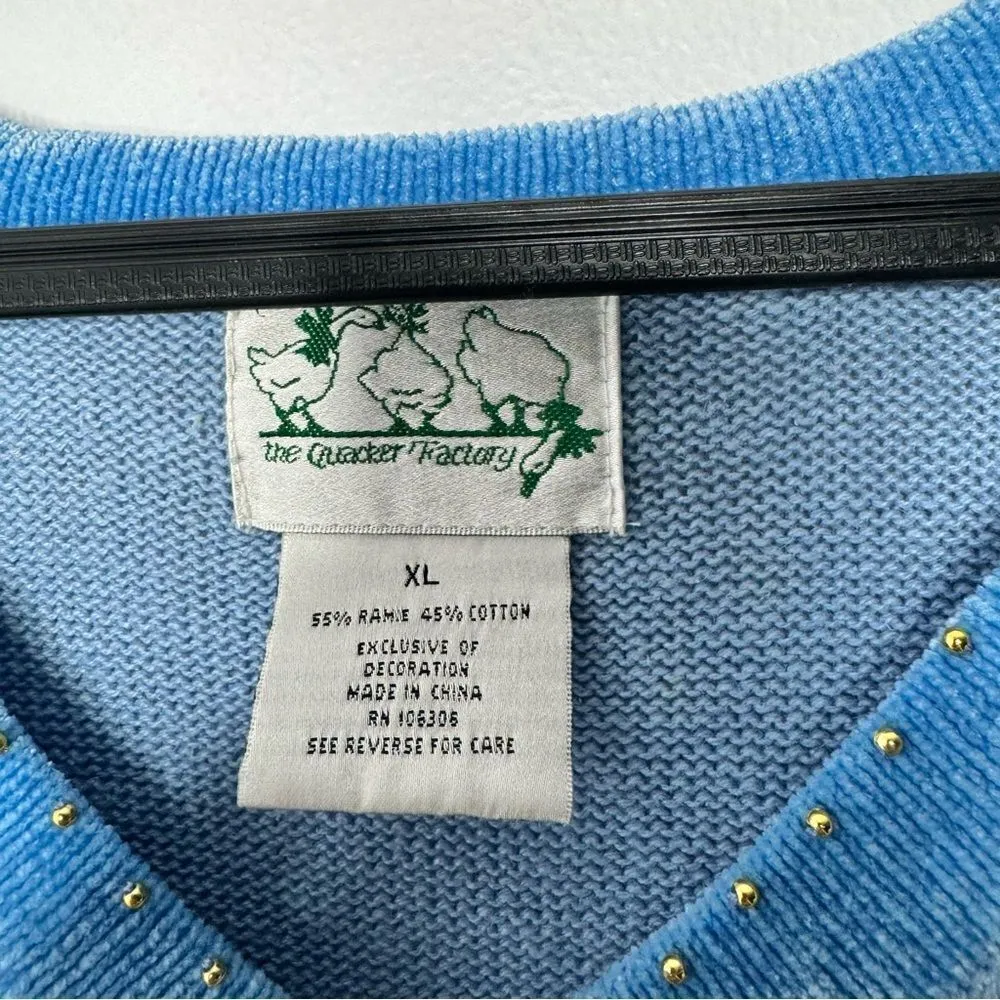 the Quacker Factory
XL
55% RAMIE 45% COTTON
EXCLUSIVE OF
DECORATION
MADE IN CHINA
RN 106306
SEE REVERSE FOR CARE